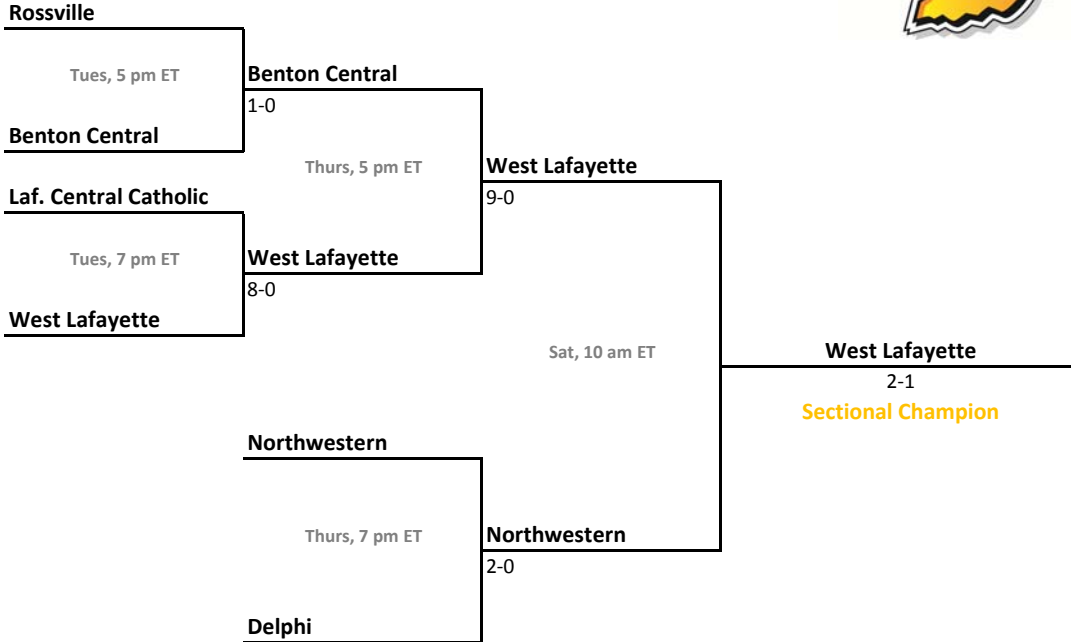 Rossville
Tues, 5 pm ET
Benton Central
1-0
Benton Central
Thurs, 5 pm ET
West Lafayette
9-0
Laf. Central Catholic
Tues, 7 pm ET
West Lafayette
8-0
West Lafayette
Sat, 10 am ET
West Lafayette
2-1
Sectional Champion
Northwestern
Thurs, 7 pm ET
Northwestern
2-0
Delphi